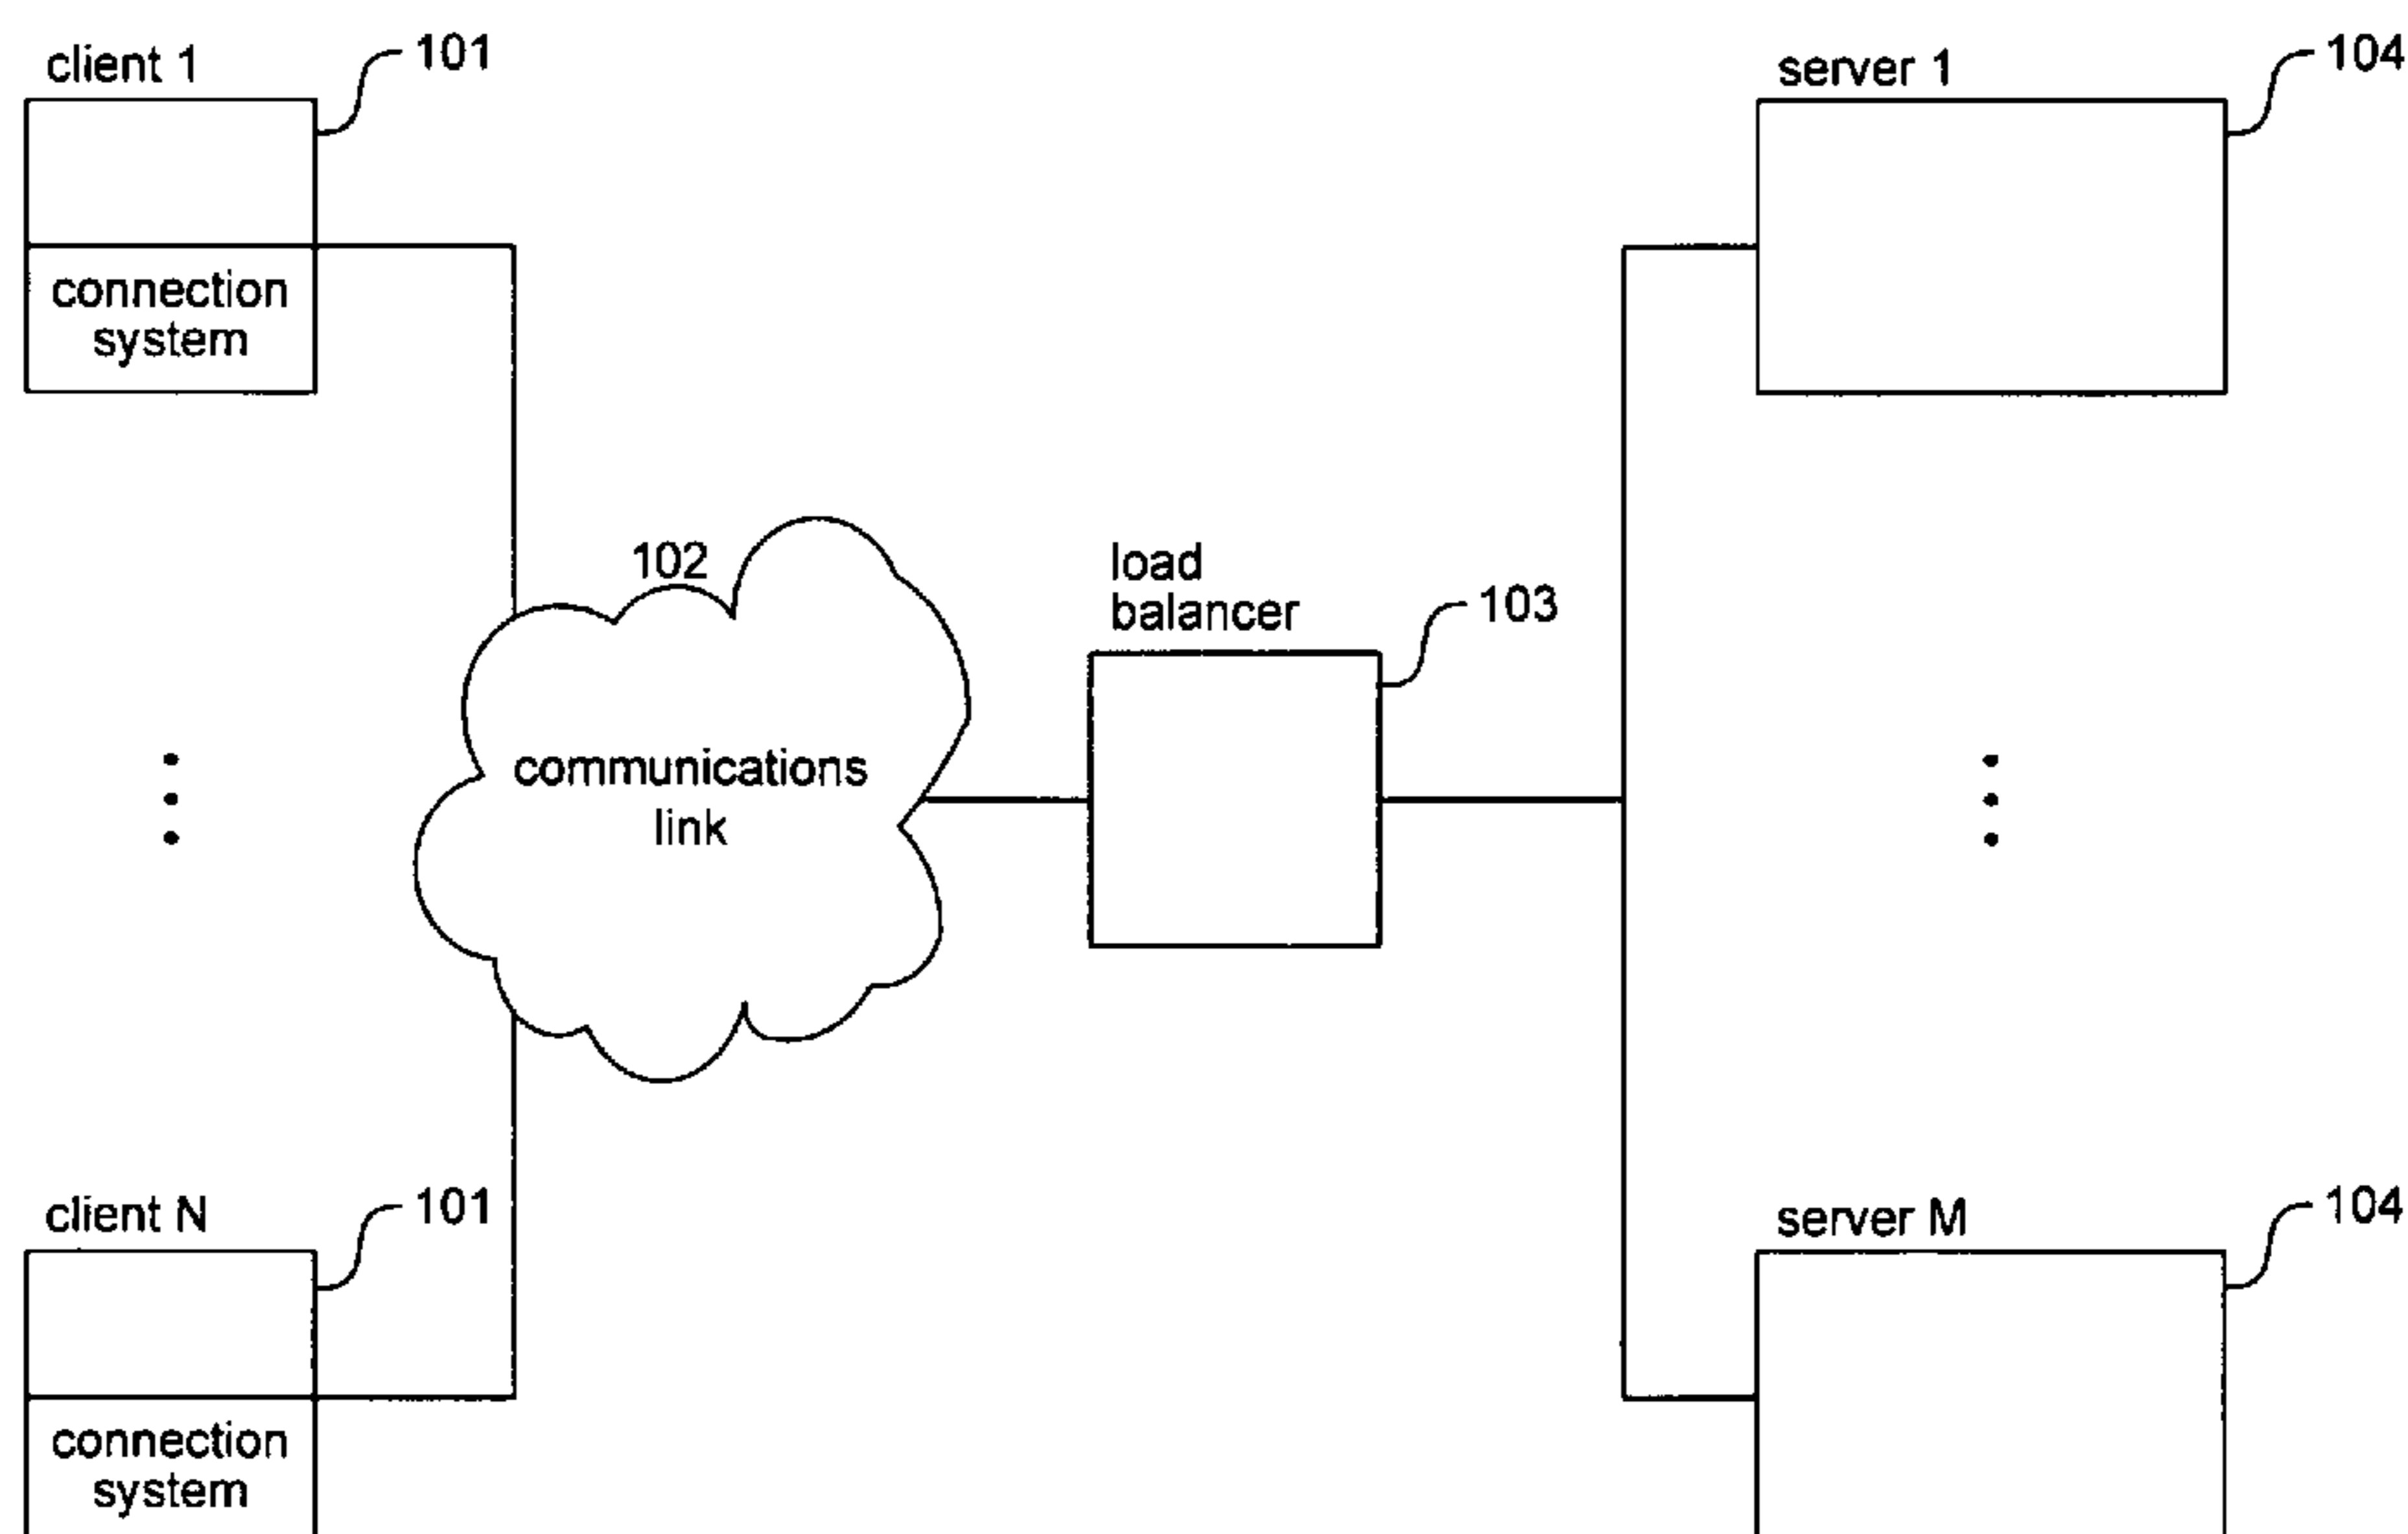 client 1
101
server 1
104
connection
system
102
load
balancer
103
communications
link
client N
101
server M
104
connection
system